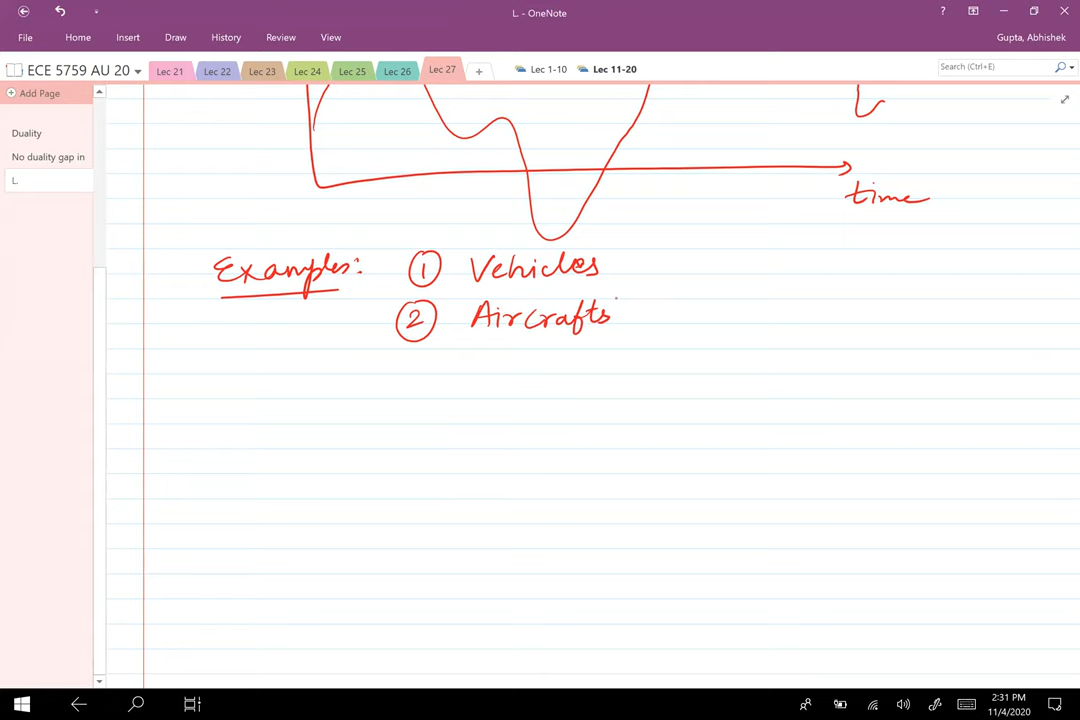 L. - OneNote
?
File
Home
Insert
Draw
History
Review
View
Gupta, Abhishek
ECE 5759 AU 20
Lec 21
Lec 22
Lec 23
Lec 24
Lec 25
Lec 26
Lec 27
+
Lec 1-10
Lec 11-20
Search (Ctrl+E)
Add Page
Duality
No duality gap in
L.
time
Examples: ① Vehicles
② Aircrafts
2:31 PM
11/4/2020